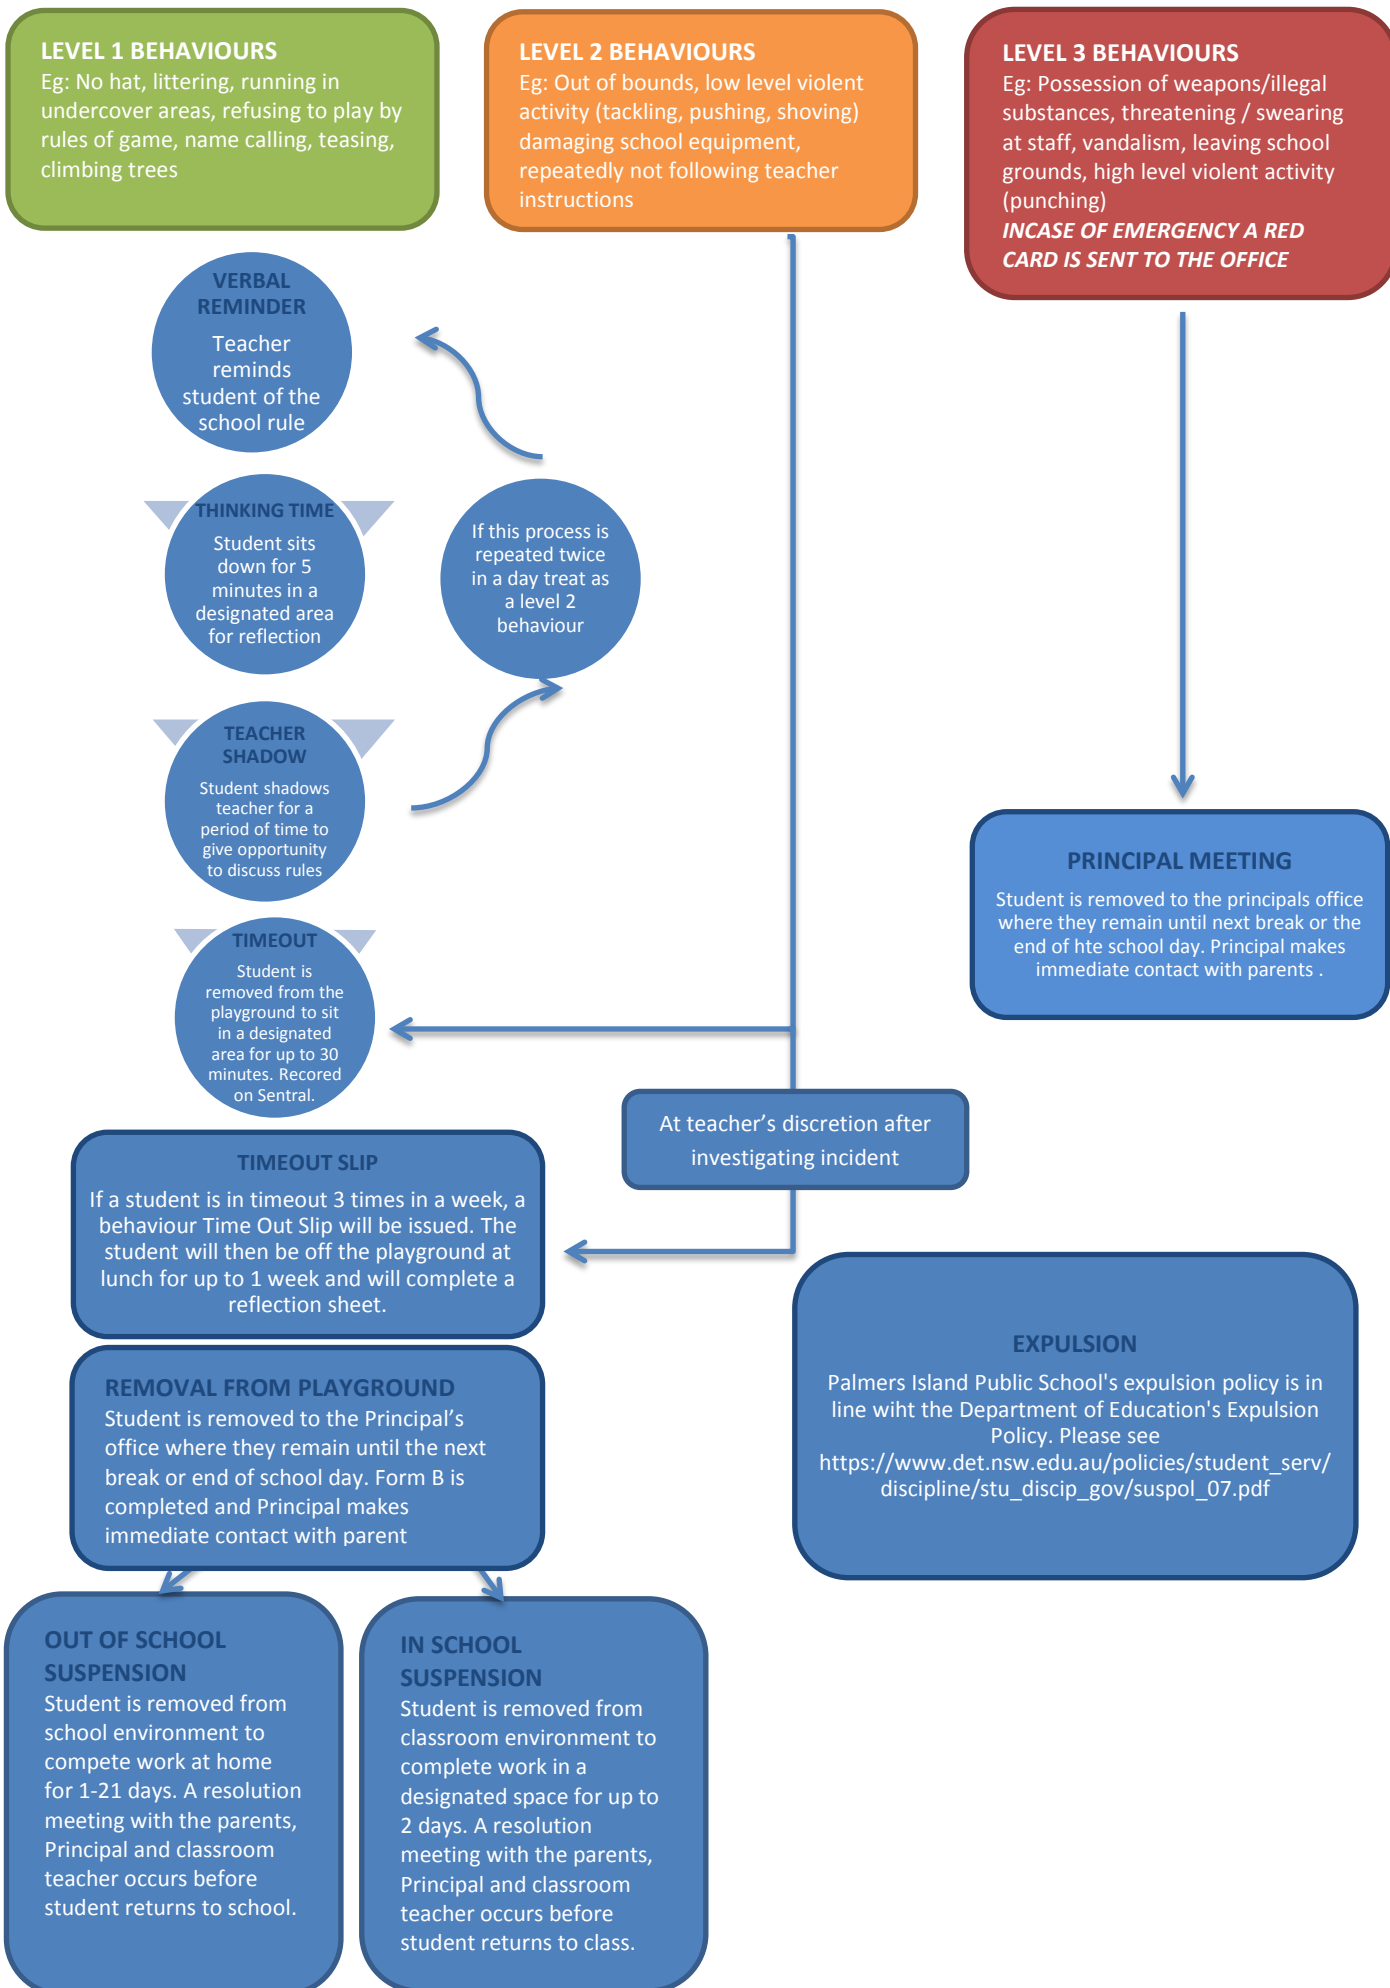 LEVEL 1 BEHAVIOURS
Eg: No hat, littering, running in
undercover areas, refusing to play by
rules of game, name calling, teasing,
climbing trees
LEVEL 2 BEHAVIOURS
Eg: Out of bounds, low level violent
activity (tackling, pushing, shoving)
damaging school equipment,
repeatedly not following teacher
instructions
LEVEL 3 BEHAVIOURS
Eg: Possession of weapons/illegal
substances, threatening / swearing
at staff, vandalism, leaving school
grounds, high level violent activity
(punching)
INCASE OF EMERGENCY A RED
CARD IS SENT TO THE OFFICE
VERBAL
REMINDER
Teacher
reminds
student of the
school rule
THINKING TIME
Student sits
down for 5
minutes in a
designated area
for reflection
If this process is
repeated twice
in a day treat as
a level 2
behaviour
TEACHER
SHADOW
Student shadows
teacher for a
period of time to
give opportunity
to discuss rules
PRINCIPAL MEETING
Student is removed to the principals office
where they remain until next break or the
end of hte school day. Principal makes
immediate contact with parents .
TIMEOUT
Student is
removed from the
playground to sit
in a designated
area for up to 30
minutes. Recored
on Sentral.
At teacher's discretion after
investigating incident
TIMEOUT SLIP
If a student is in timeout 3 times in a week, a
behaviour Time Out Slip will be issued. The
student will then be off the playground at
lunch for up to 1 week and will complete a
reflection sheet.
EXPULSION
Palmers Island Public School's expulsion policy is in
line wiht the Department of Education's Expulsion
Policy. Please see
https://www.det.nsw.edu.au/policies/student_serv/
discipline/stu_discip_gov/suspol_07.pdf
REMOVAL FROM PLAYGROUND
Student is removed to the Principal's
office where they remain until the next
break or end of school day. Form B is
completed and Principal makes
immediate contact with parent
OUT OF SCHOOL
SUSPENSION
Student is removed from
school environment to
compete work at home
for 1-21 days. A resolution
meeting with the parents,
Principal and classroom
teacher occurs before
student returns to school.
IN SCHOOL
SUSPENSION
Student is removed from
classroom environment to
complete work in a
designated space for up to
2 days. A resolution
meeting with the parents,
Principal and classroom
teacher occurs before
student returns to class.